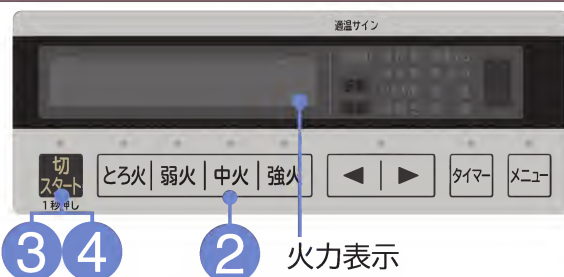 適温サイン
切
スタート
1秒押し
とろ火 弱火 中火 強火
◀ ▶
タイマー
メニュー
3 4
2
火力表示